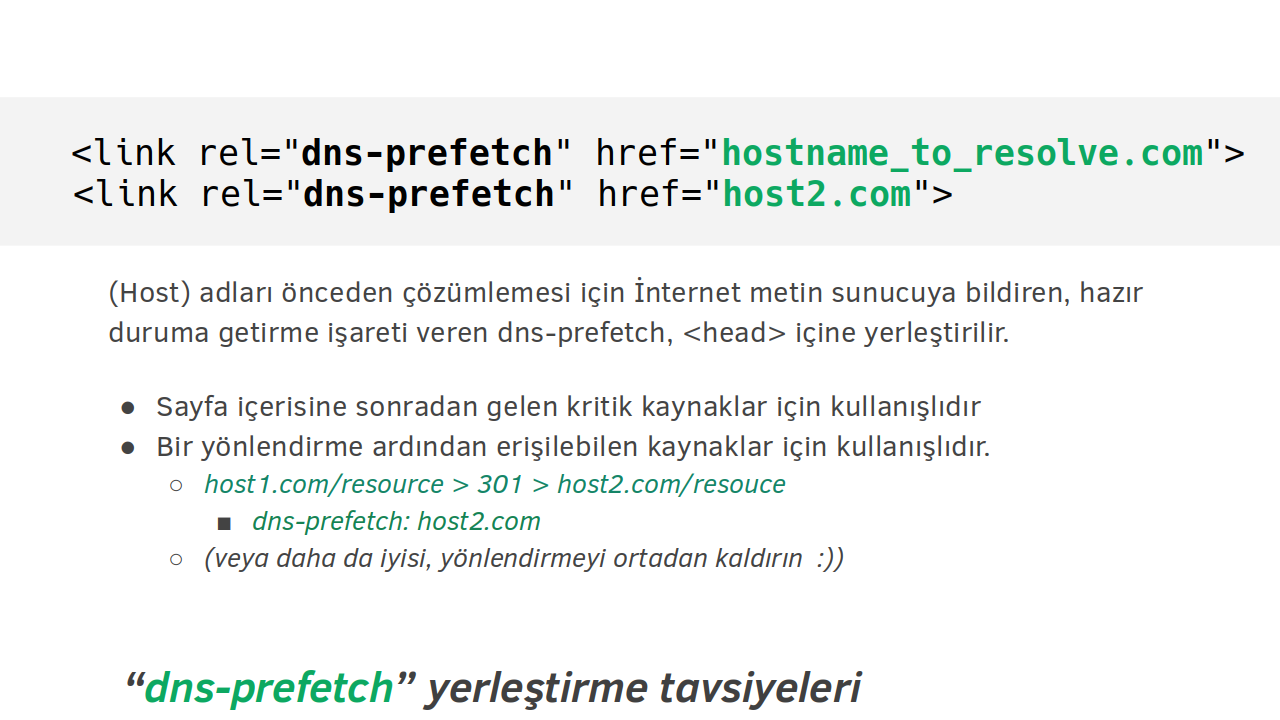 <link rel="dns-prefetch" href="hostname_to_resolve.com">
<link rel="dns-prefetch" href="host2.com">
(Host) adları önceden çözümlemesi için İnternet metin sunucuya bildiren, hazır
duruma getirme işareti veren dns-prefetch, <head> içine yerleştirilir.
● Sayfa içerisine sonradan gelen kritik kaynaklar için kullanışlıdır
● Bir yönlendirme ardından erişilebilen kaynaklar için kullanışlıdır.
○ host1.com/resource > 301 > host2.com/resouce
■ dns-prefetch: host2.com
○ (veya daha da iyisi, yönlendirmeyi ortadan kaldırın :))
“dns-prefetch” yerleştirme tavsiyeleri